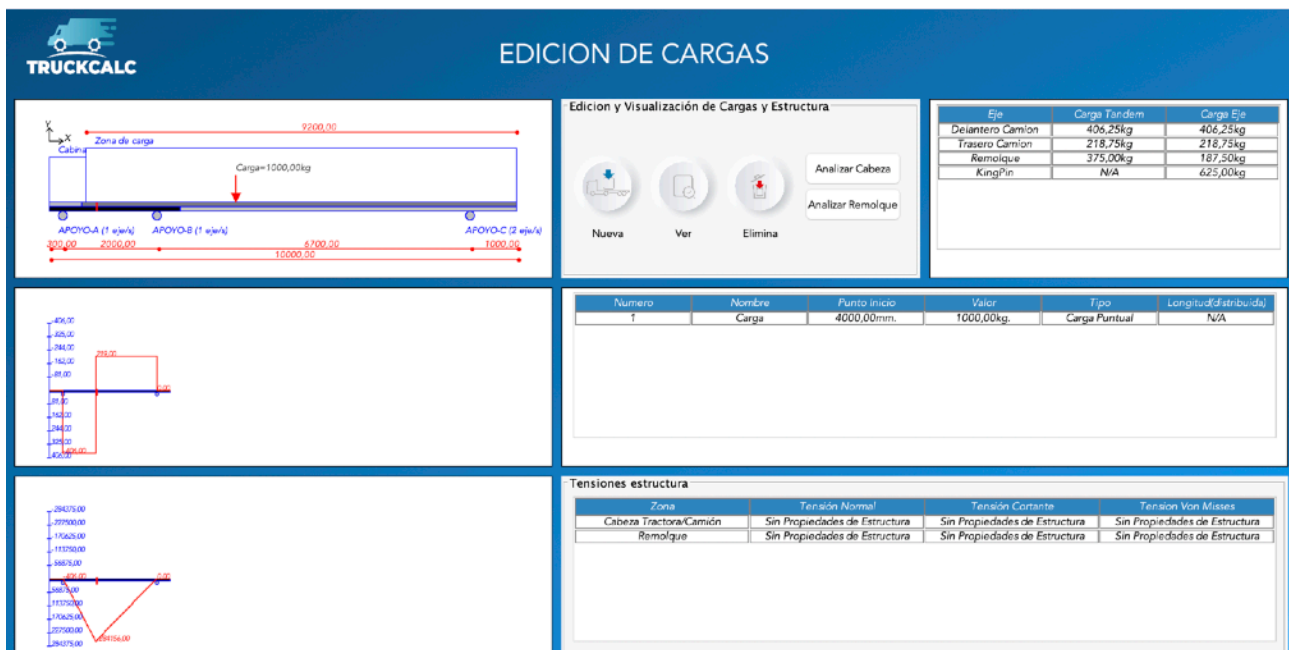 TRUCKCALC
EDICION DE CARGAS
Y
X
Cabina
Zona de carga
9200,00
Carga=1000,00kg
APOYO-A (1 eje/s)
APOYO-B (1 eje/s)
APOYO-C (2 eje/s)
300,00 2000,00 6700,00 1000,00
10000,00
Edicion y Visualización de Cargas y Estructura
Nueva
Ver
Elimina
Analizar Cabeza
Analizar Remolque
Eje Carga Tandem Carga Eje
Delantero Camion 406,25kg 406,25kg
Trasero Camion 218,75kg 218,75kg
Remolque 375,00kg 187,50kg
KingPin N/A 625,00kg
-406,00
-325,00
-244,00
-162,00
-81,00
81,00
162,00
244,00
325,00
406,00
219,00
0,00
-406,00
Numero Nombre Punto Inicio Valor Tipo Longitud(distribuida)
1 Carga 4000,00mm. 1000,00kg. Carga Puntual N/A
-284375,00
-227500,00
-170625,00
-113750,00
-56875,00
56875,00
113750,00
170625,00
227500,00
284375,00
-406,00
0,00
-284156,00
Tensiones estructura
Zona Tensión Normal Tensión Cortante Tension Von Misses
Cabeza Tractora/Camión Sin Propiedades de Estructura Sin Propiedades de Estructura Sin Propiedades de Estructura
Remolque Sin Propiedades de Estructura Sin Propiedades de Estructura Sin Propiedades de Estructura